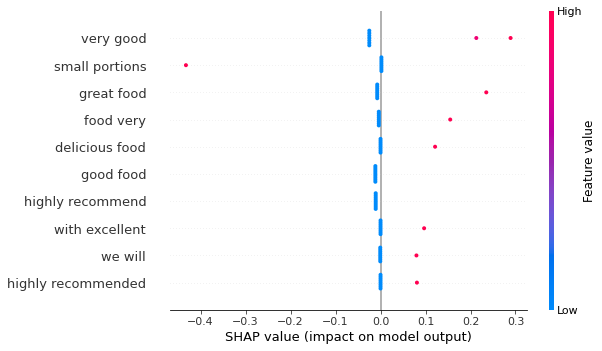 High
very good
small portions
great food
food very
delicious food
good food
highly recommend
with excellent
we will
highly recommended
Feature value
Low
−0.4 −0.3 −0.2 −0.1 0.0 0.1 0.2 0.3
SHAP value (impact on model output)